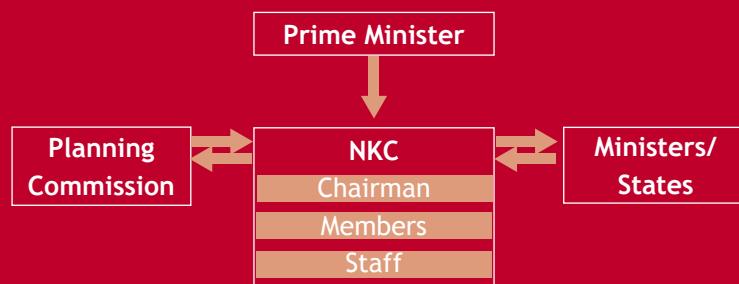 Prime Minister
Planning
Commission
NKC
Chairman
Members
Staff
Ministers/
States